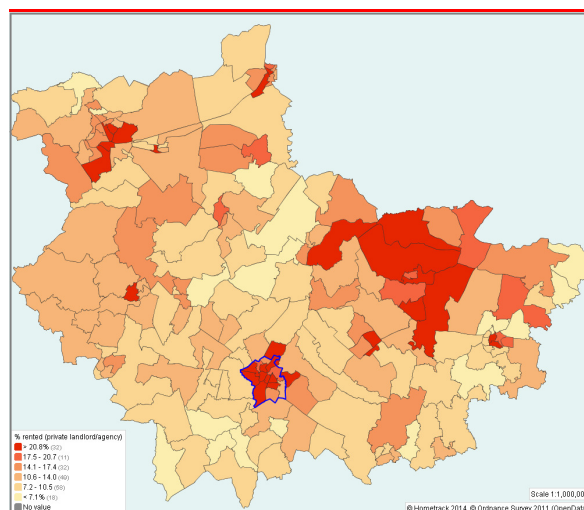 % rented (private landlord/agency)
> 20.8% (32)
17.5 - 20.7 (11)
14.1 - 17.4 (32)
10.6 - 14.0 (49)
7.2 - 10.5 (58)
< 7.1% (18)
No value
Scale 1:1,000,00
© Hometrack 2014, © Ordnance Survey 2011 (OpenData